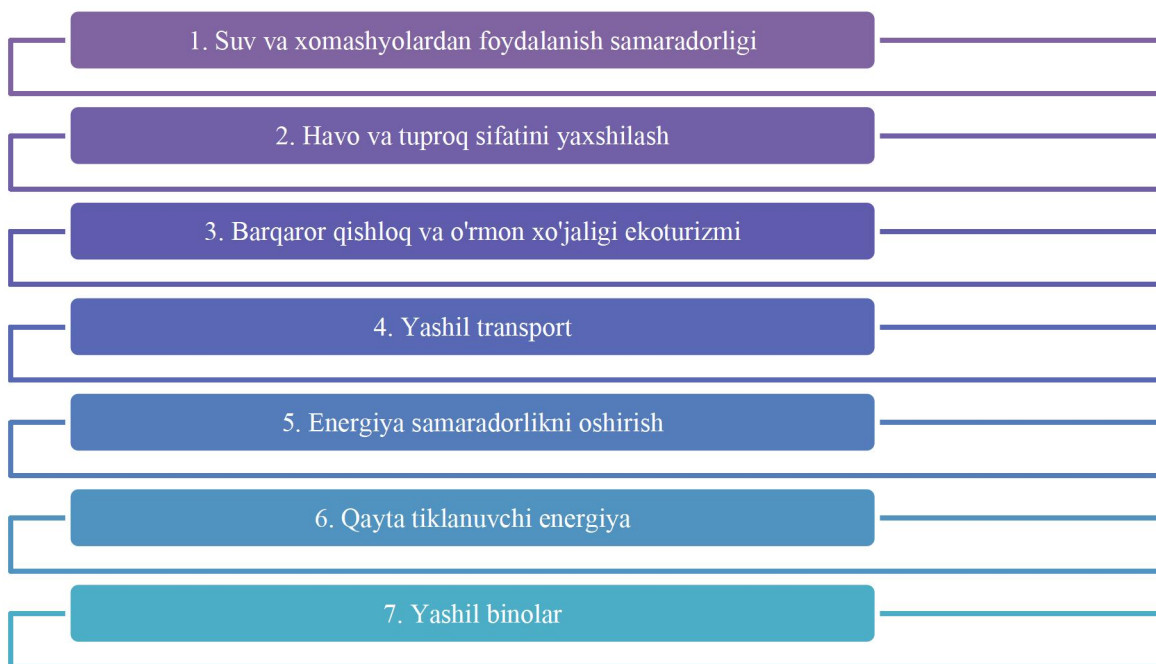 1. Suv va xomashyolardan foydalanish samaradorligi
2. Havo va tuproq sifatini yaxshilash
3. Barqaror qishloq va o'rmon xo'jaligi ekoturizmi
4. Yashil transport
5. Energiya samaradorlikni oshirish
6. Qayta tiklanuvchi energiya
7. Yashil binolar